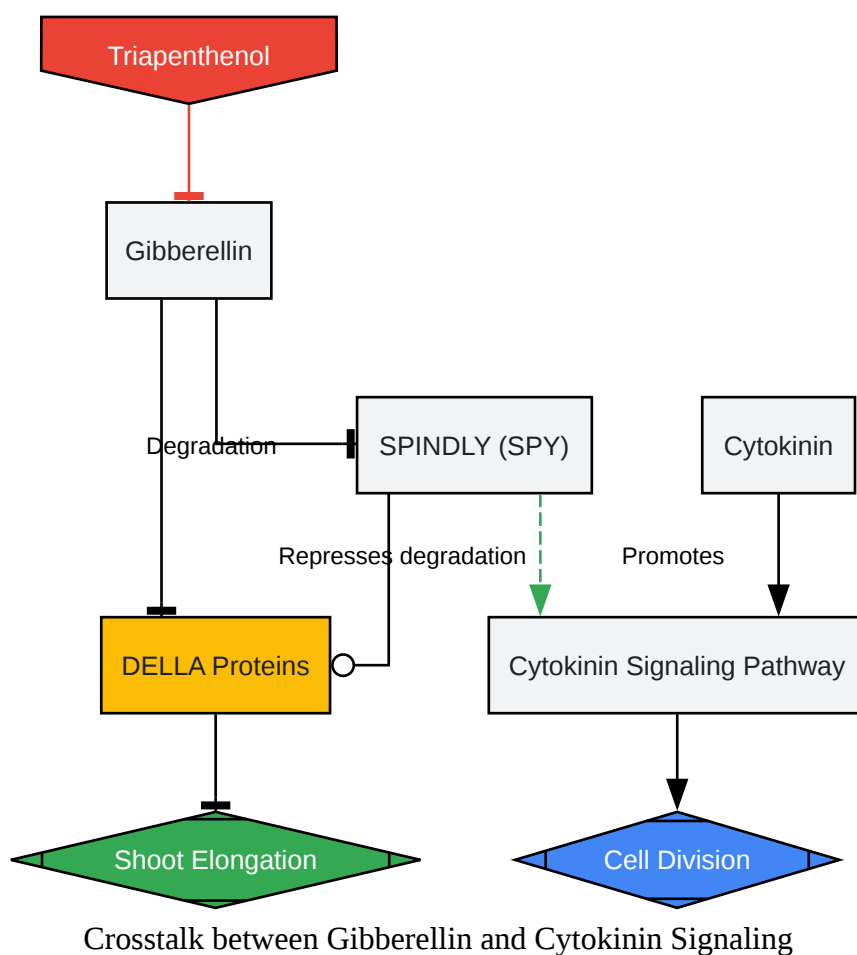 Triapenthenol
Gibberellin
Degradation
SPINDLY (SPY)
Cytokinin
Represses degradation
Promotes
DELLA Proteins
Cytokinin Signaling Pathway
Shoot Elongation
Cell Division
Crosstalk between Gibberellin and Cytokinin Signaling